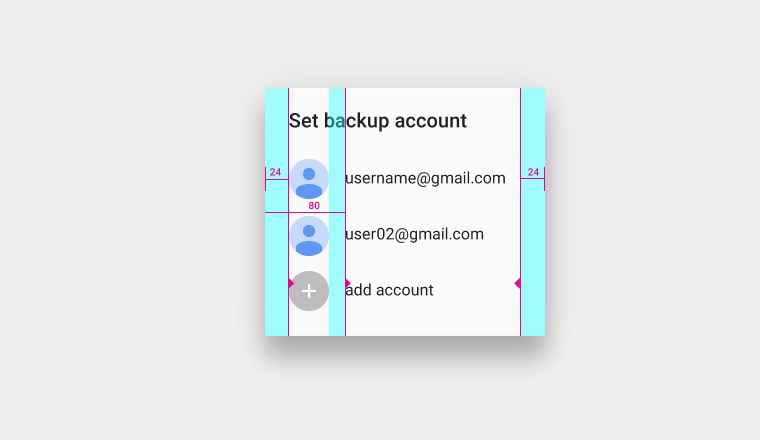 Set backup account
24
username@gmail.com
24
80
user02@gmail.com
add account